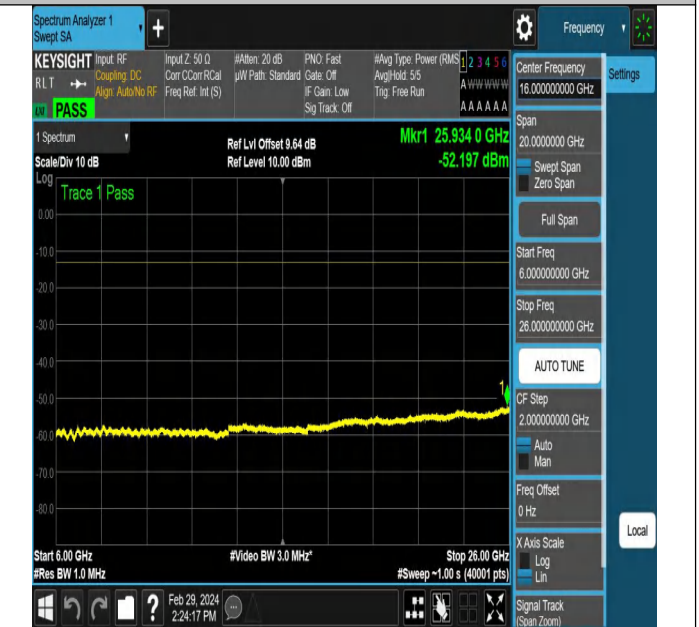 Spectrum Analyzer 1
Swept SA
+
Frequency
KEYSIGHT
RLT
PASS
Input: RF
Coupling: DC
Align: Auto/No RF
Input Z: 50 Ω
Corr CCorr RCal
Freq Ref: Int (S)
#Atten: 20 dB
µW Path: Standard
PNO: Fast
Gate: Off
IF Gain: Low
Sig Track: Off
#Avg Type: Power (RMS
Avg|Hold: 5/5
Trig: Free Run
1 2 3 4 5 6
A W W W W W
A A A A A A
1 Spectrum
Scale/Div 10 dB
Log
Ref Lvl Offset 9.64 dB
Ref Level 10.00 dBm
Mkr1 25.934 0 GHz
-52.197 dBm
Trace 1 Pass
0.00
-10.0
-20.0
-30.0
-40.0
-50.0
-60.0
-70.0
-80.0
1
Start 6.00 GHz
#Res BW 1.0 MHz
#Video BW 3.0 MHz*
Stop 26.00 GHz
#Sweep ~1.00 s (40001 pts)
?
Feb 29, 2024
2:24:17 PM
Center Frequency
16.000000000 GHz
Settings
Span
20.0000000 GHz
Swept Span
Zero Span
Full Span
Start Freq
6.000000000 GHz
Stop Freq
26.000000000 GHz
AUTO TUNE
CF Step
2.000000000 GHz
Auto
Man
Freq Offset
0 Hz
X Axis Scale
Log
Lin
Local
Signal Track
(Span Zoom)